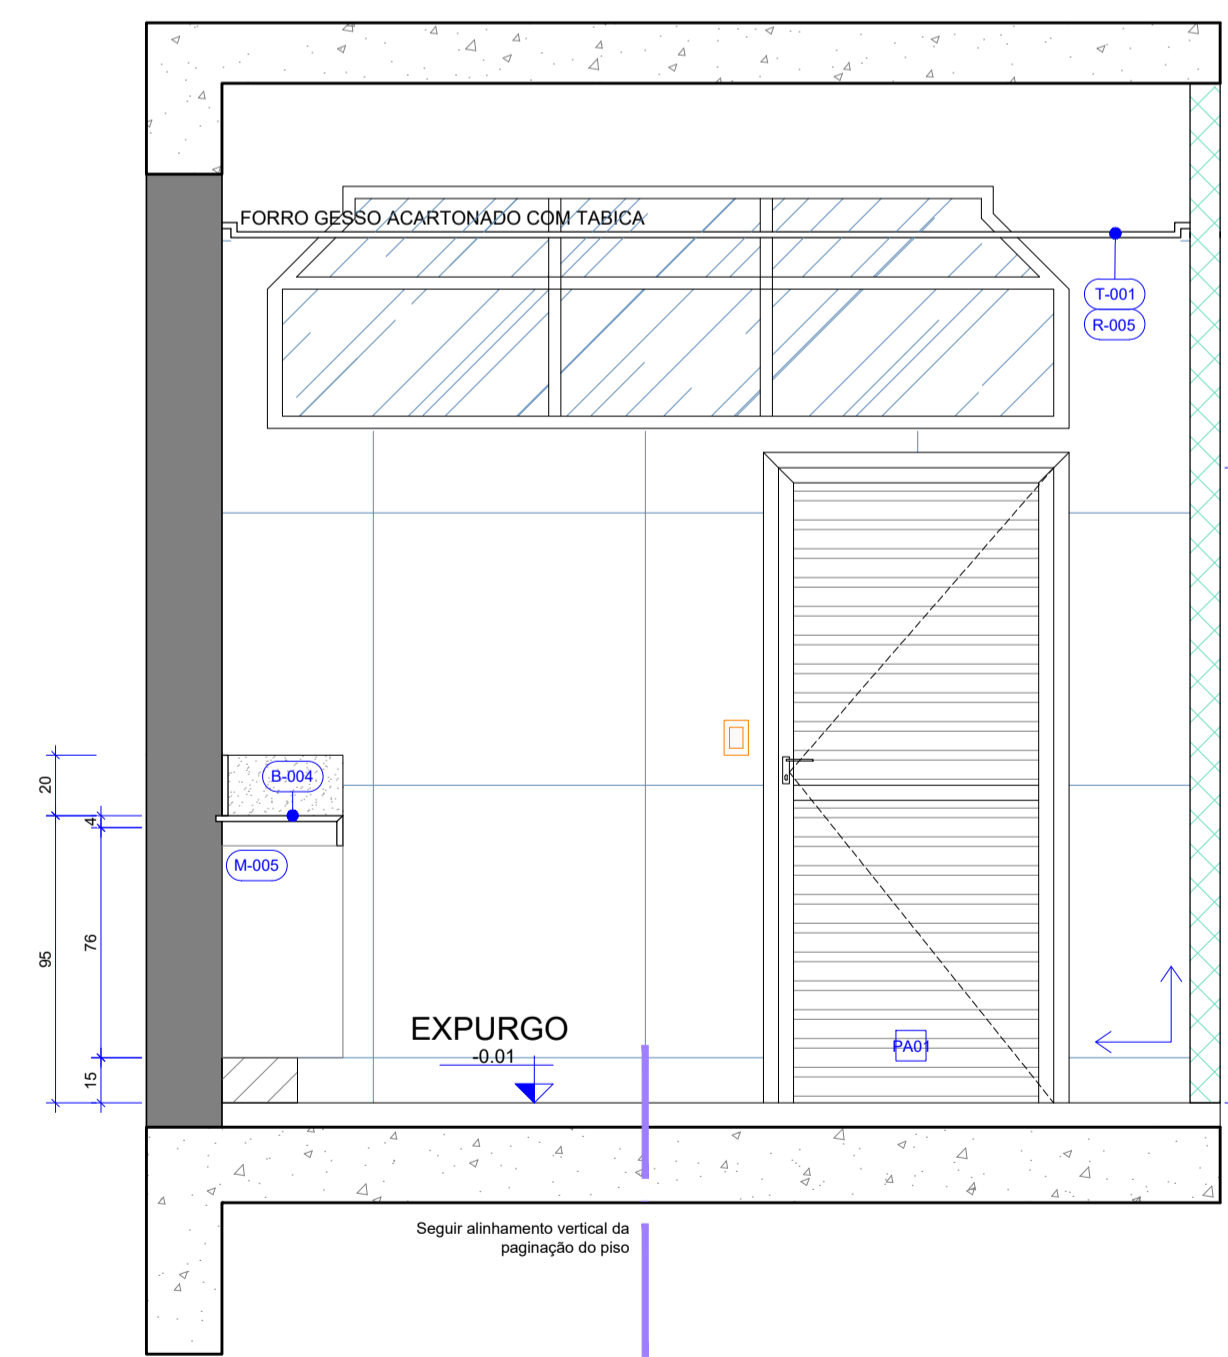 FORRO GESSO ACARTONADO COM TABICA
T-001
R-005
20
B-004
4
M-005
76
95
EXPURGO
-0.01
PA01
15
Seguir alinhamento vertical da
paginação do piso